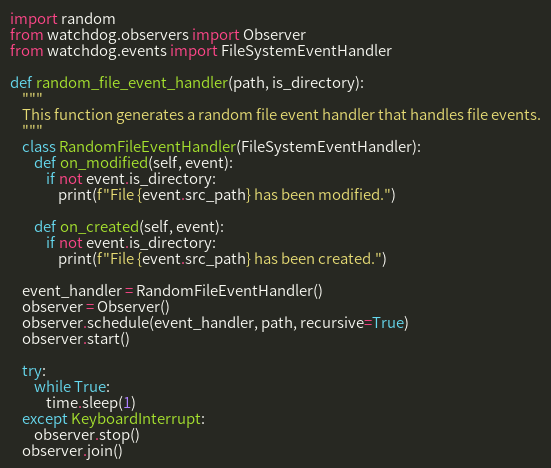 import random
from watchdog.observers import Observer
from watchdog.events import FileSystemEventHandler

def random_file_event_handler(path, is_directory):
    """
    This function generates a random file event handler that handles file events.
    """
    class RandomFileEventHandler(FileSystemEventHandler):
        def on_modified(self, event):
            if not event.is_directory:
                print(f"File {event.src_path} has been modified.")

        def on_created(self, event):
            if not event.is_directory:
                print(f"File {event.src_path} has been created.")

    event_handler = RandomFileEventHandler()
    observer = Observer()
    observer.schedule(event_handler, path, recursive=True)
    observer.start()

    try:
        while True:
            time.sleep(1)
    except KeyboardInterrupt:
        observer.stop()
    observer.join()